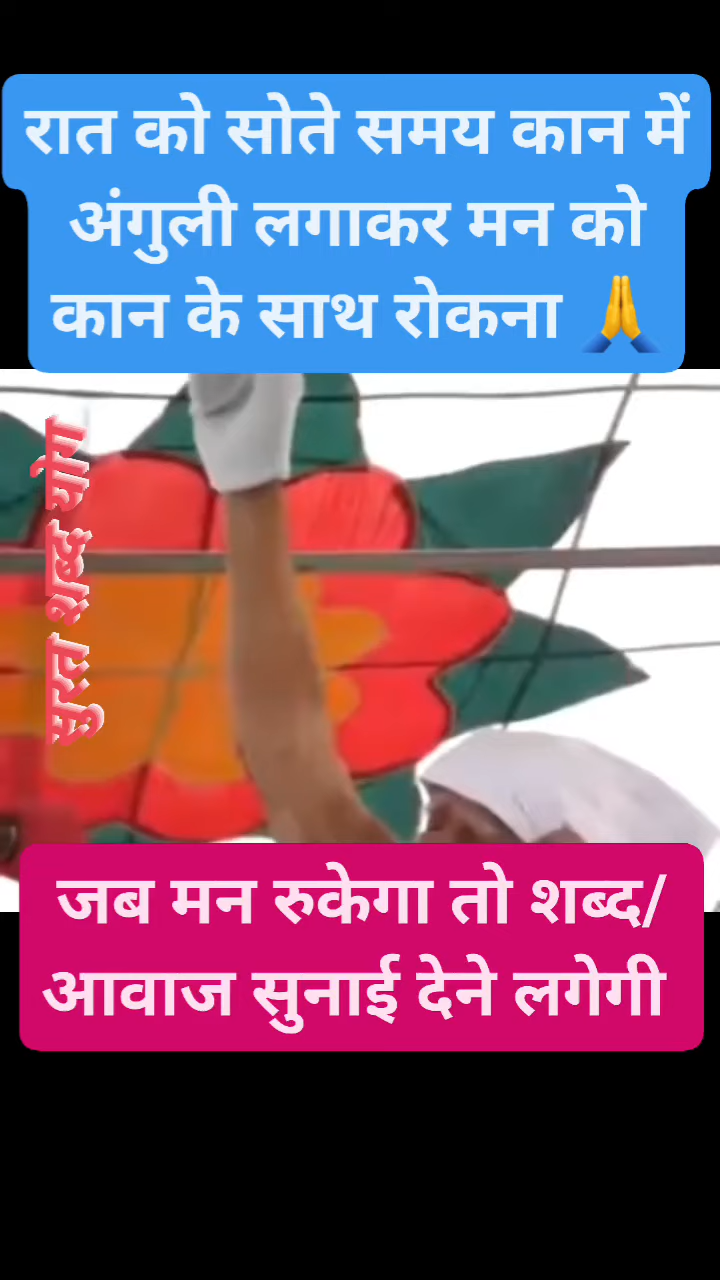 रात को सोते समय कान में
अंगुली लगाकर मन को
कान के साथ रोकना 🙏
सुरत शब्द योग
जब मन रुकेगा तो शब्द/
आवाज सुनाई देने लगेगी